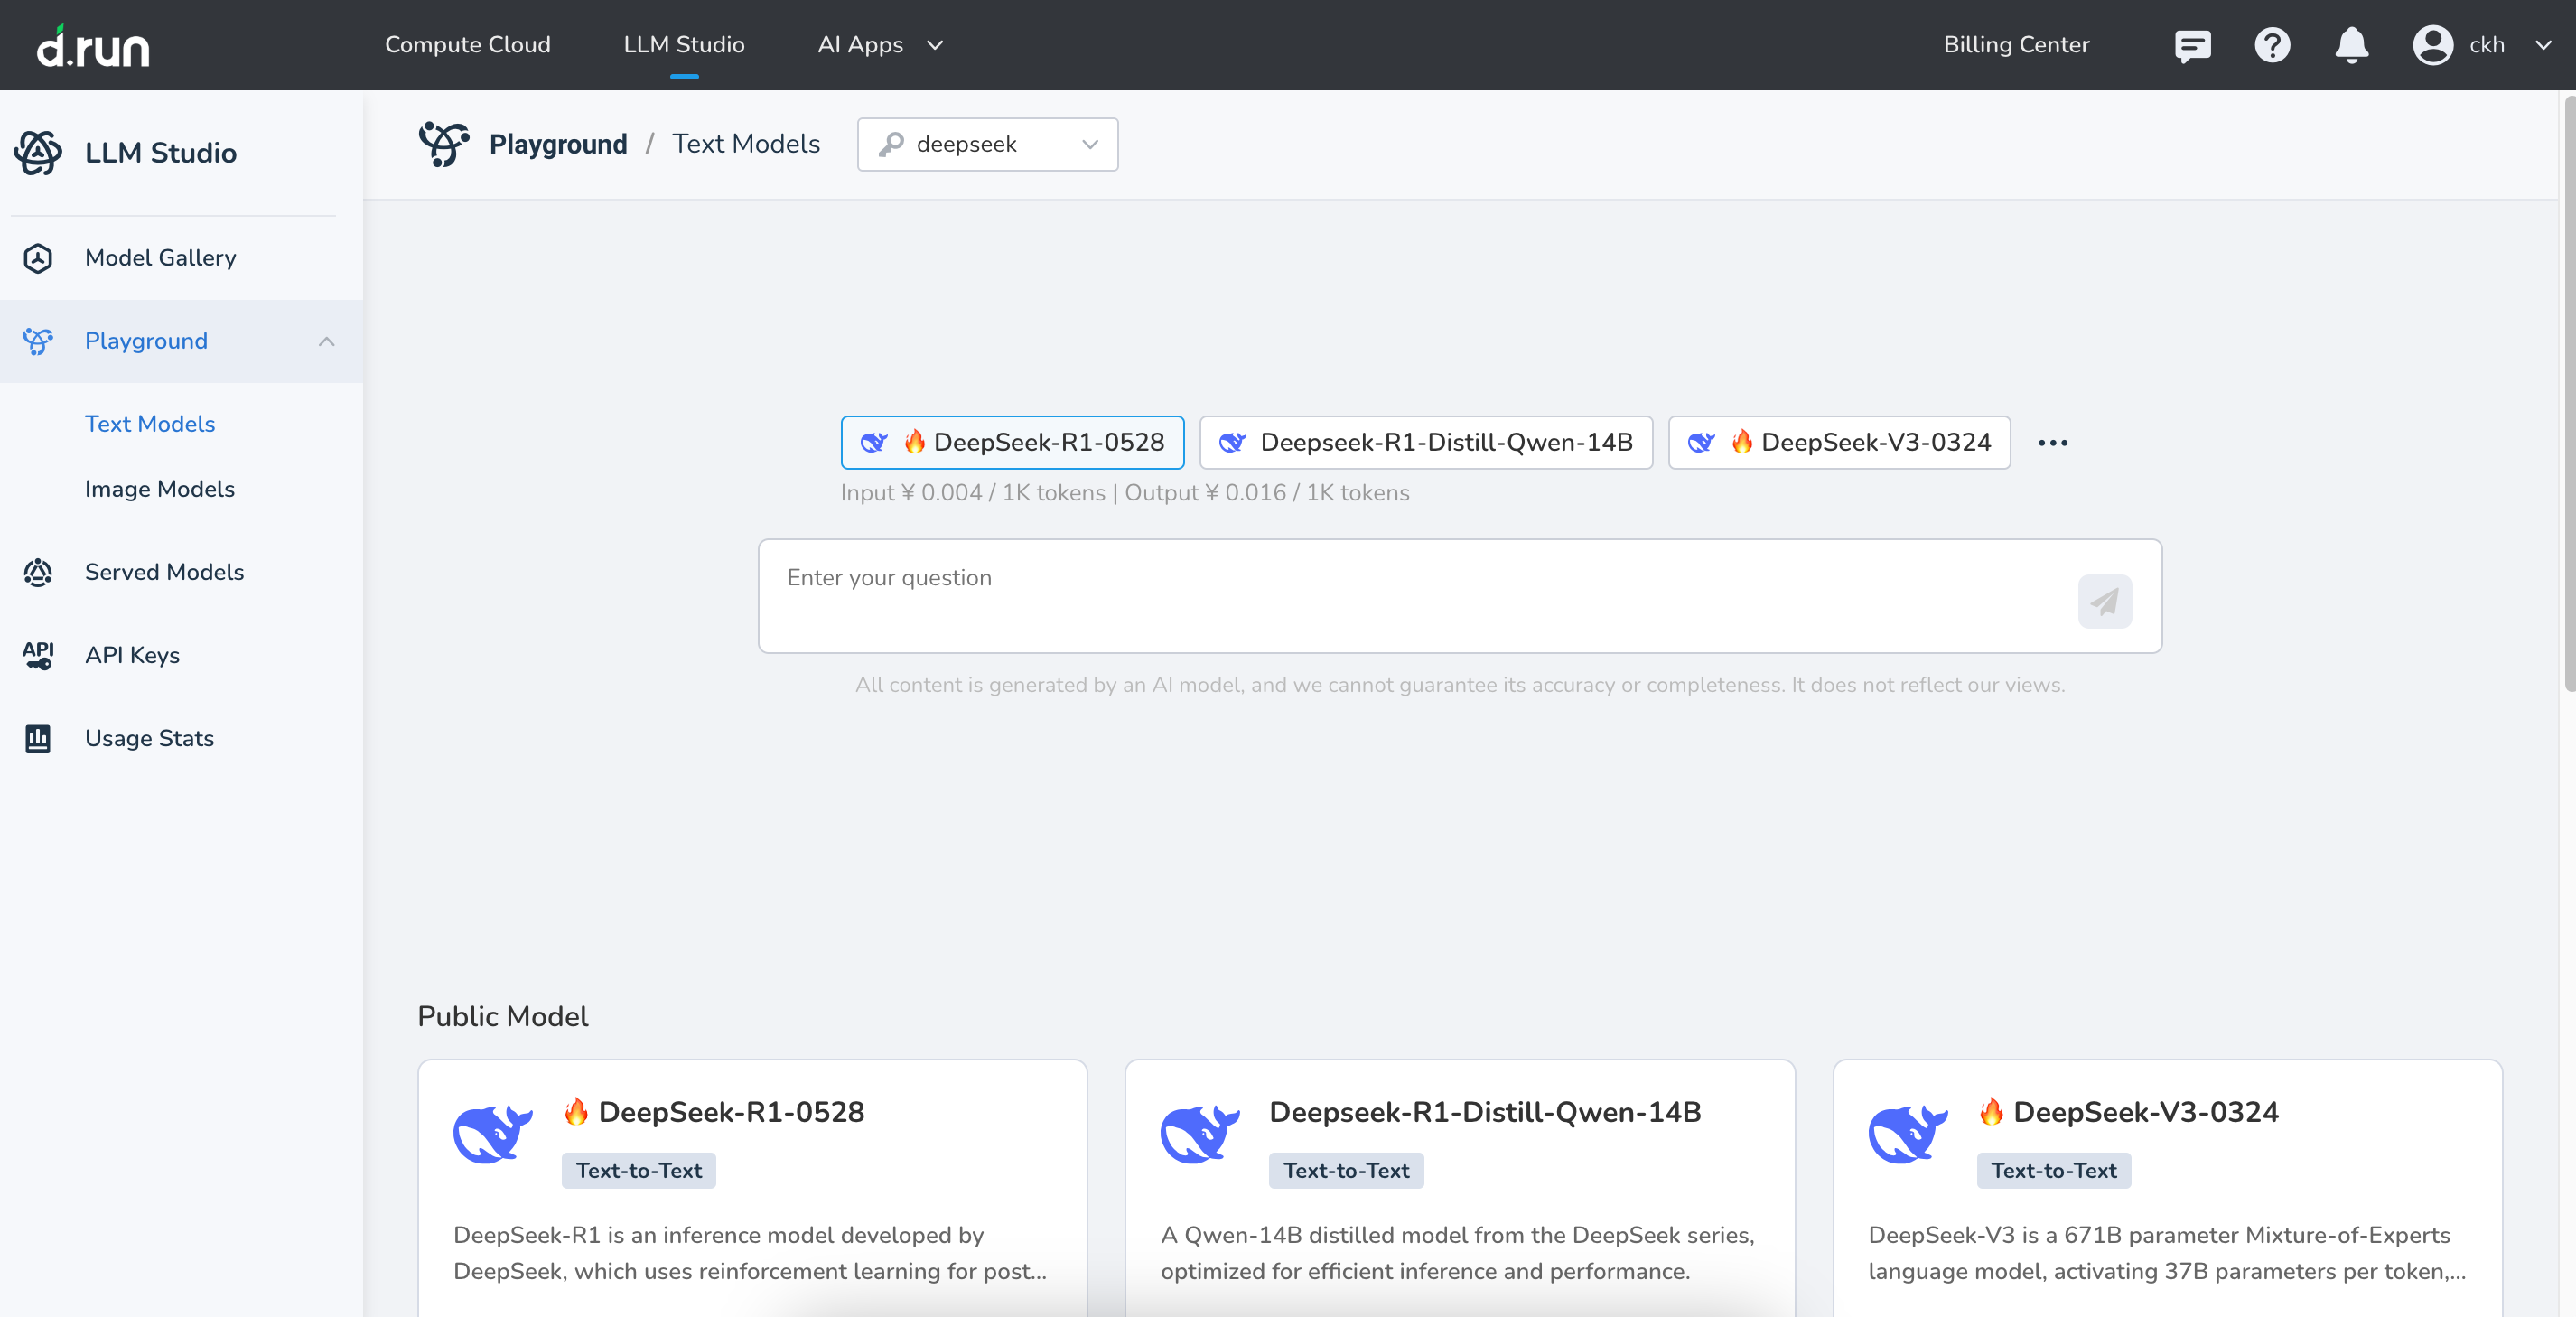 d.run
Compute Cloud
LLM Studio
AI Apps
Billing Center
ckh
LLM Studio
Model Gallery
Playground
Text Models
Image Models
Served Models
API
API Keys
Usage Stats
Playground / Text Models
deepseek
🔥 DeepSeek-R1-0528
Deepseek-R1-Distill-Qwen-14B
🔥 DeepSeek-V3-0324
•••
Input ¥ 0.004 / 1K tokens | Output ¥ 0.016 / 1K tokens
Enter your question
All content is generated by an AI model, and we cannot guarantee its accuracy or completeness. It does not reflect our views.
Public Model
🔥 DeepSeek-R1-0528
Text-to-Text
DeepSeek-R1 is an inference model developed by
DeepSeek, which uses reinforcement learning for post...
Deepseek-R1-Distill-Qwen-14B
Text-to-Text
A Qwen-14B distilled model from the DeepSeek series,
optimized for efficient inference and performance.
🔥 DeepSeek-V3-0324
Text-to-Text
DeepSeek-V3 is a 671B parameter Mixture-of-Experts
language model, activating 37B parameters per token,...